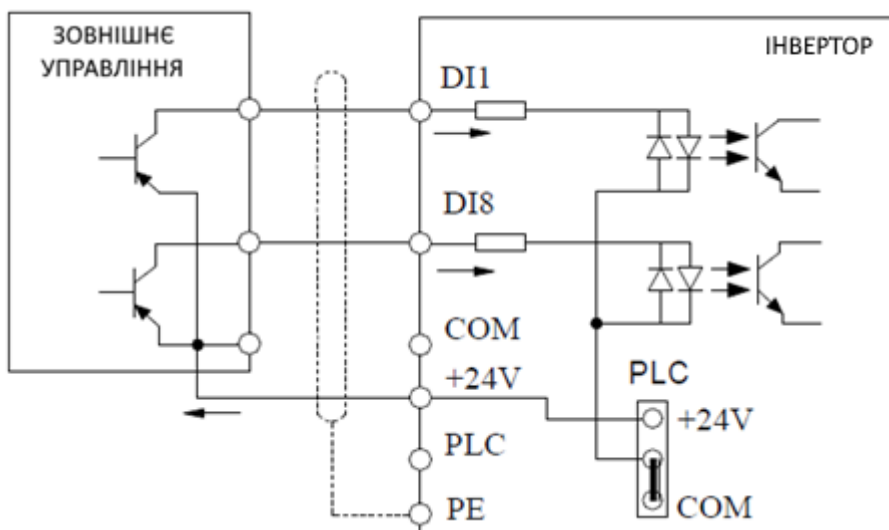 ЗОВНІШНЄ
УПРАВЛІННЯ
ІНВЕРТОР
DI1
DI8
COM
+24V
PLC
PE
PLC
+24V
COM